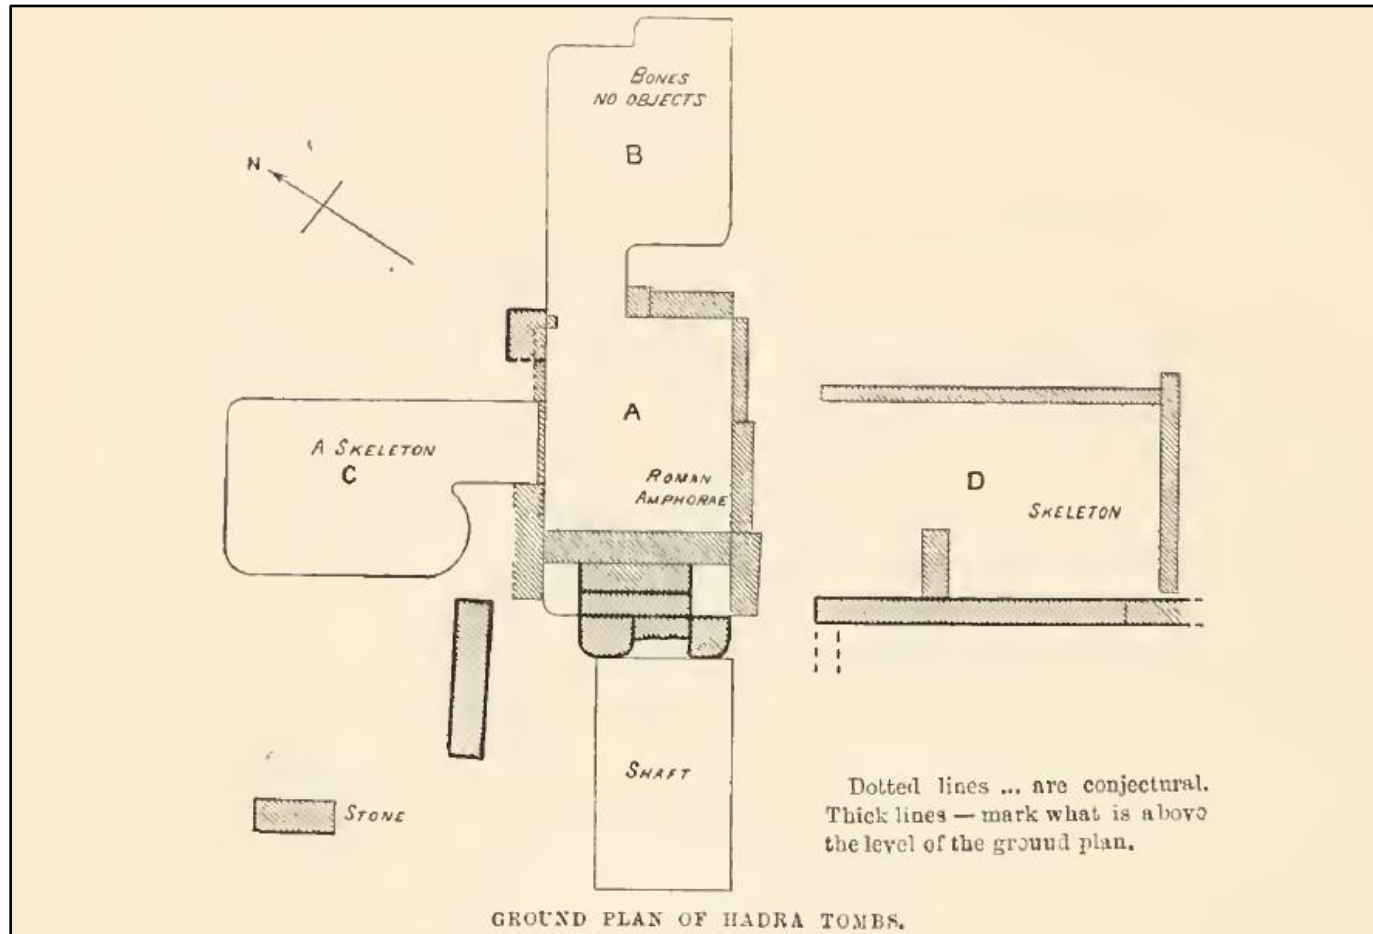 BONES
NO OBJECTS
B
N
A
A SKELETON
C
ROMAN
AMPHORAE
D
SKELETON
SHAFT
STONE
Dotted lines ... are conjectural.
Thick lines — mark what is above
the level of the ground plan.
GROUND PLAN OF HADRA TOMBS.